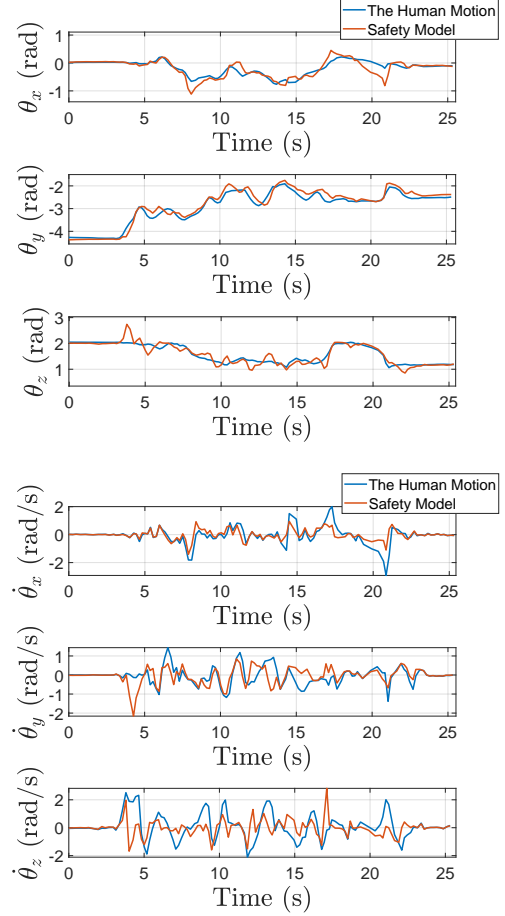 The Human Motion
Safety Model
1
0
-1
θx (rad)
0 5 10 15 20 25
Time (s)
-2
-3
-4
θy (rad)
0 5 10 15 20 25
Time (s)
3
2
1
θz (rad)
0 5 10 15 20 25
Time (s)
The Human Motion
Safety Model
2
0
-2
θ̇x (rad/s)
0 5 10 15 20 25
Time (s)
1
0
-1
-2
θ̇y (rad/s)
0 5 10 15 20 25
Time (s)
2
0
-2
θ̇z (rad/s)
0 5 10 15 20 25
Time (s)